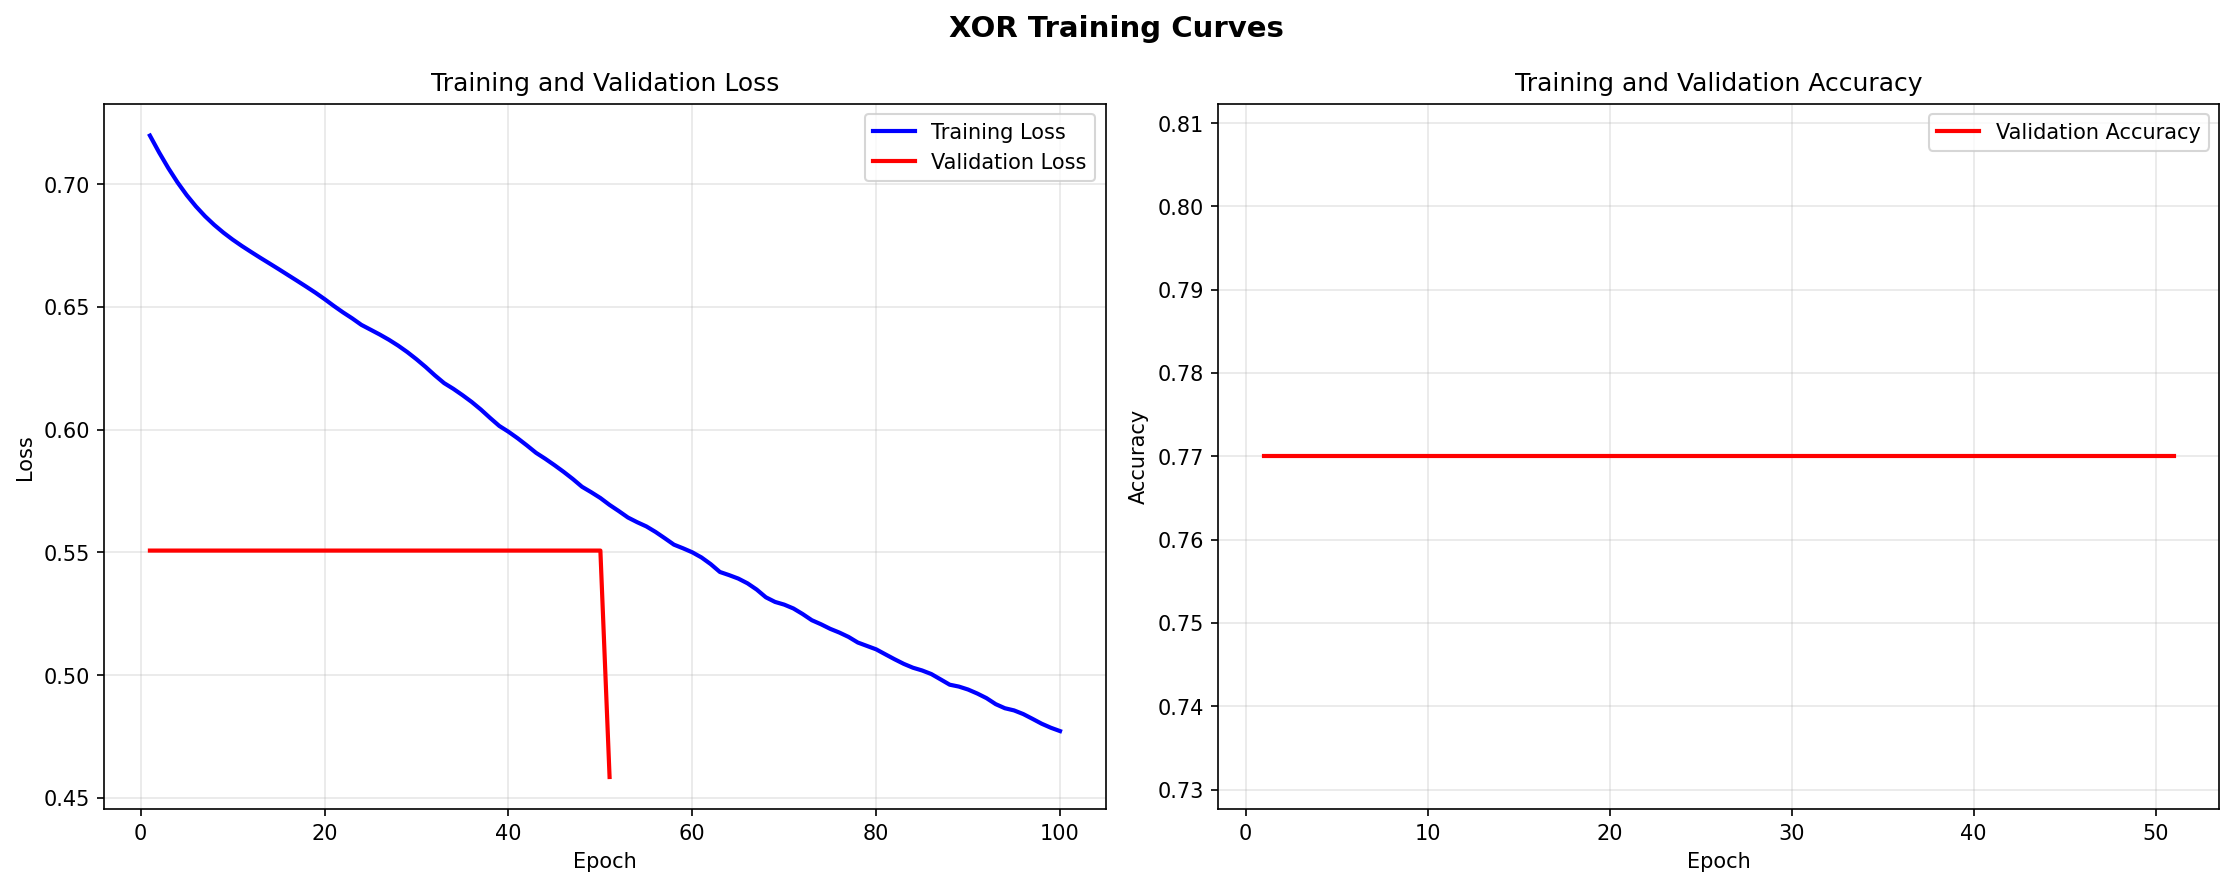 XOR Training Curves
Training and Validation Loss
Training Loss
Validation Loss
0.70
0.65
0.60
0.55
0.50
0.45
Loss
0 20 40 60 80 100
Epoch
Training and Validation Accuracy
Validation Accuracy
0.81
0.80
0.79
0.78
0.77
0.76
0.75
0.74
0.73
Accuracy
0 10 20 30 40 50
Epoch